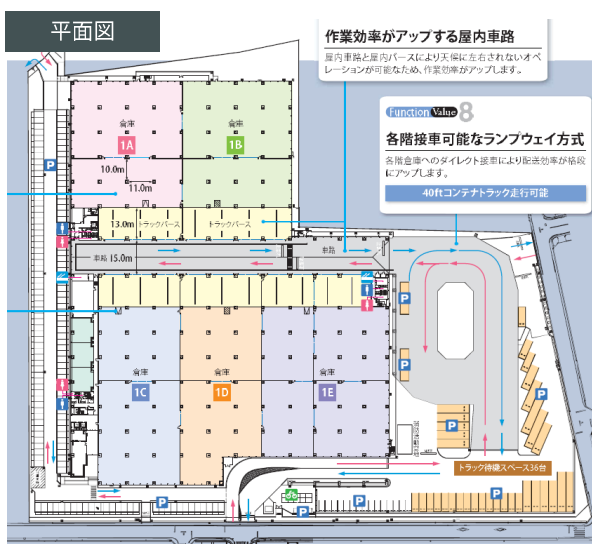 平面図
作業効率がアップする屋内車路
屋内車路と屋内バースにより天候に左右されないオペ
レーションが可能なため、作業効率がアップします。
Function Value 8
各階接車可能なランプウェイ方式
各階倉庫へのダイレクト接車により配送効率が格段
にアップします。
40ftコンテナトラック走行可能
P
倉庫
1A
倉庫
1B
10.0m
11.0m
13.0m
トラックバース
トラックバース
車路
15.0m
車路
P
P
P
P
倉庫
1C
倉庫
1D
倉庫
1E
トラック待機スペース36台
P
P
P
P